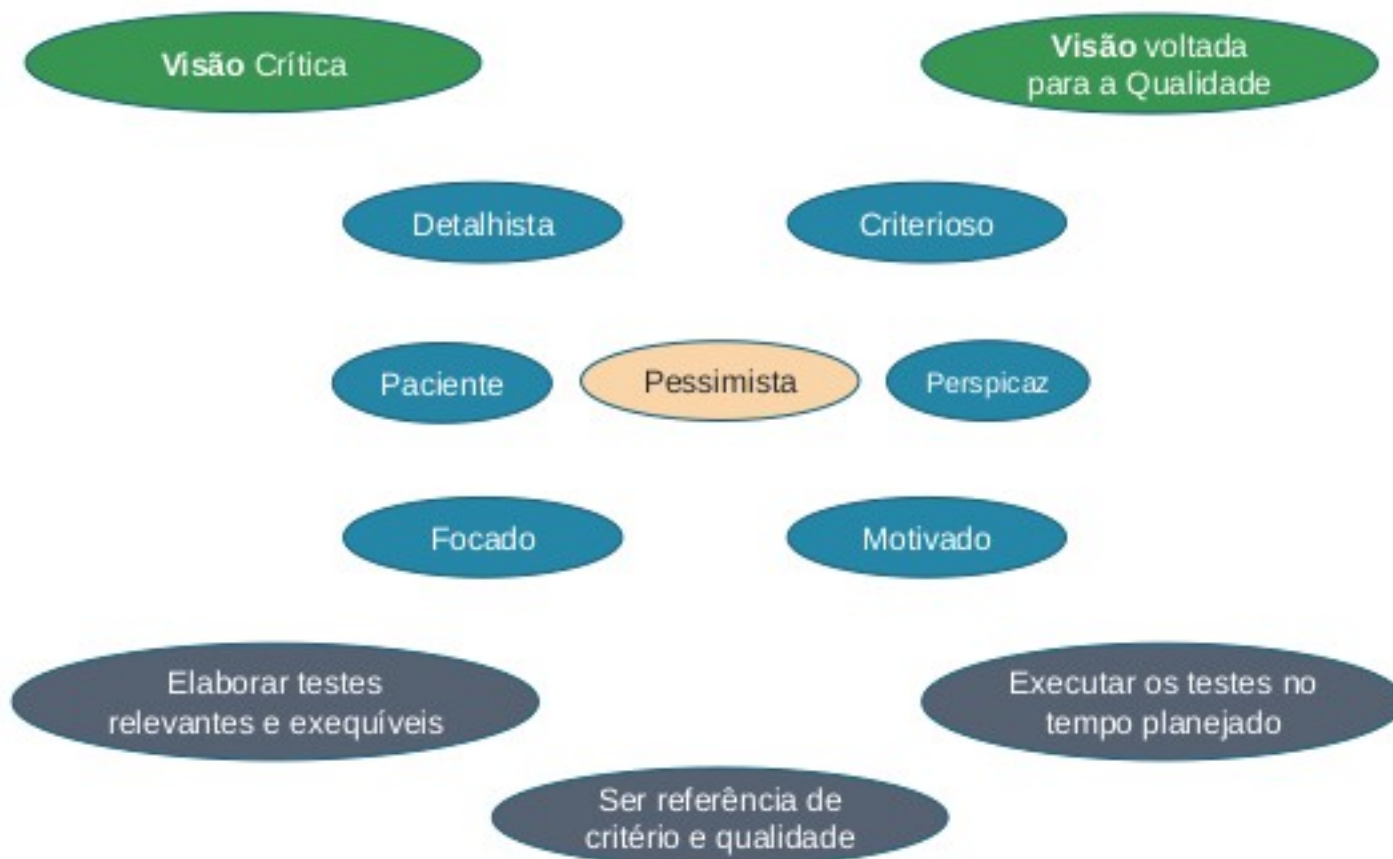 Visão Crítica
Visão voltada
para a Qualidade
Detalhista
Criterioso
Paciente
Pessimista
Perspicaz
Focado
Motivado
Elaborar testes
relevantes e exequíveis
Executar os testes no
tempo planejado
Ser referência de
critério e qualidade